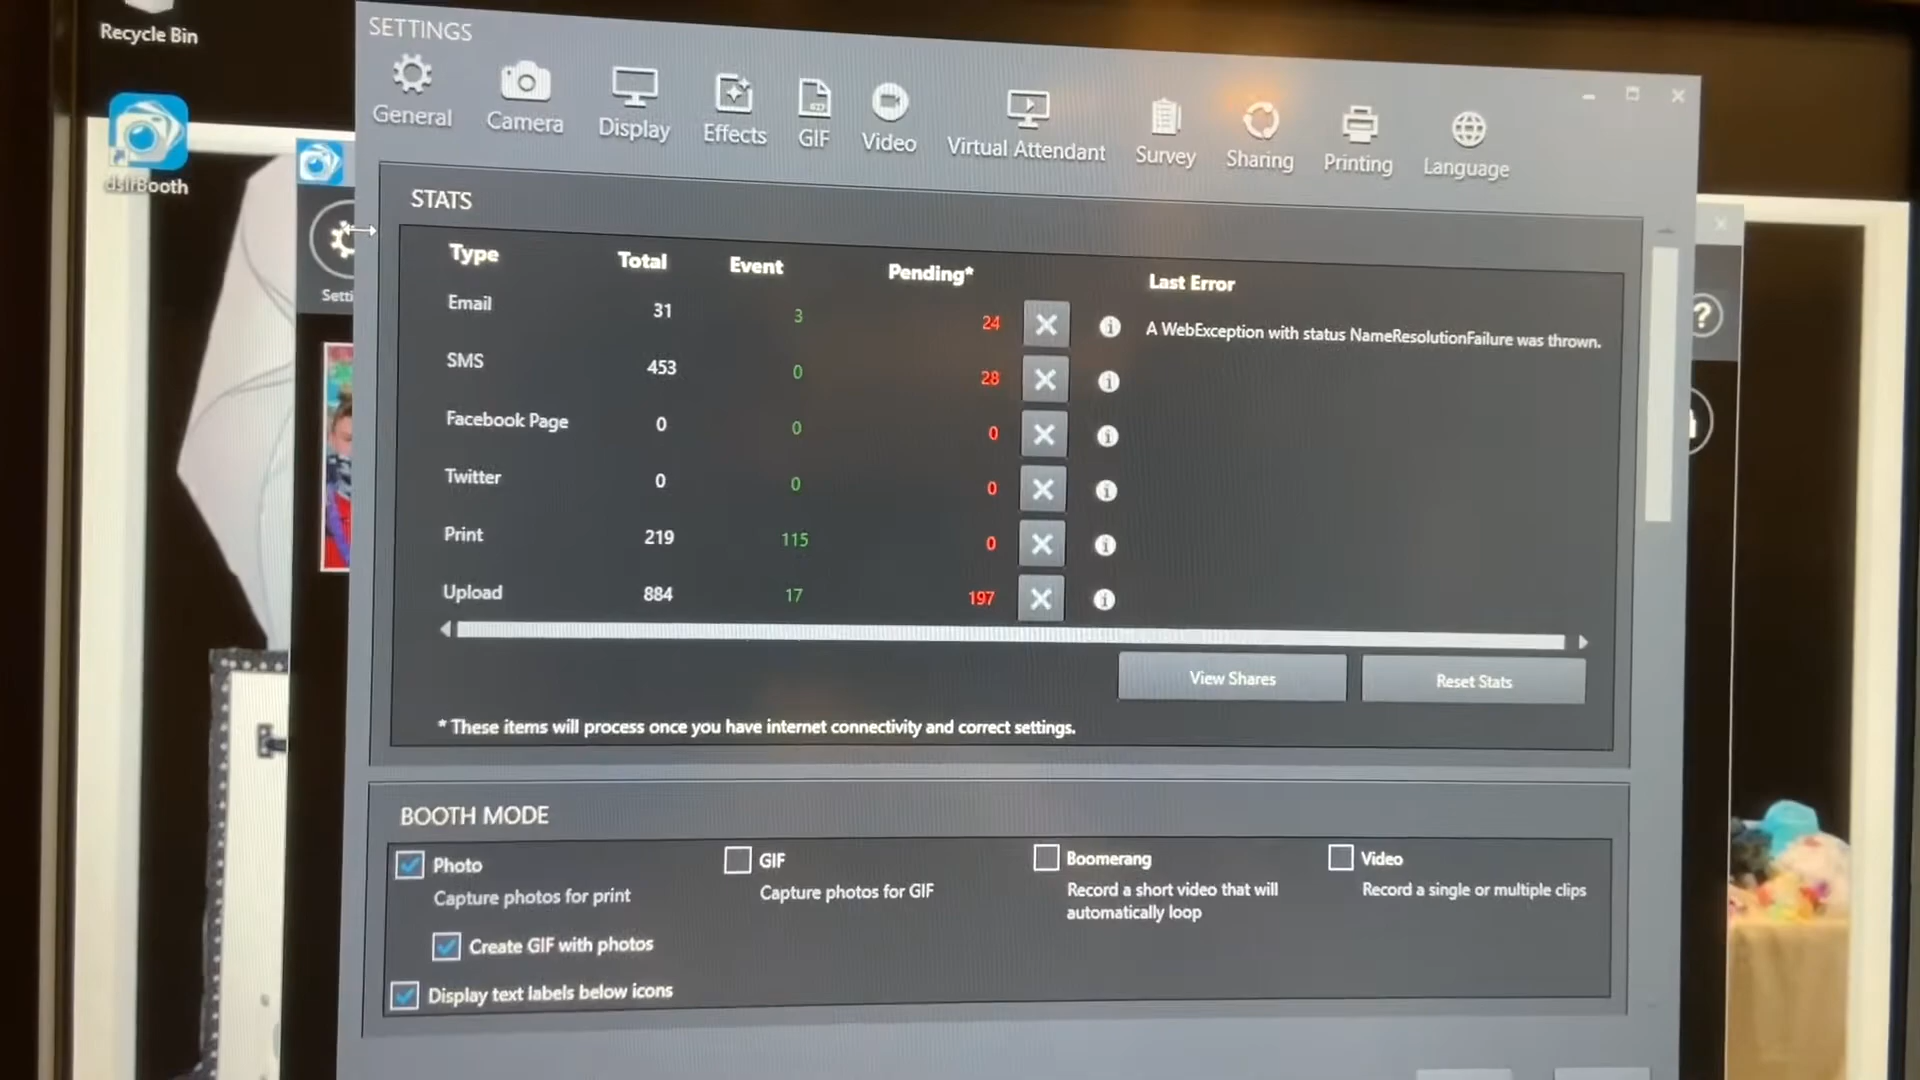 Recycle Bin
dslrBooth
SETTINGS
General Camera Display Effects GIF Video Virtual Attendant Survey Sharing Printing Language
STATS
Type Total Event Pending* Last Error
Email 31 3 24 A WebException with status NameResolutionFailure was thrown.
SMS 453 0 28
Facebook Page 0 0 0
Twitter 0 0 0
Print 219 115 0
Upload 884 17 197
View Shares Reset Stats
* These items will process once you have internet connectivity and correct settings.
Setti
BOOTH MODE
Photo GIF Boomerang Video
Capture photos for print Capture photos for GIF Record a short video that will Record a single or multiple clips
automatically loop
Create GIF with photos
Display text labels below icons